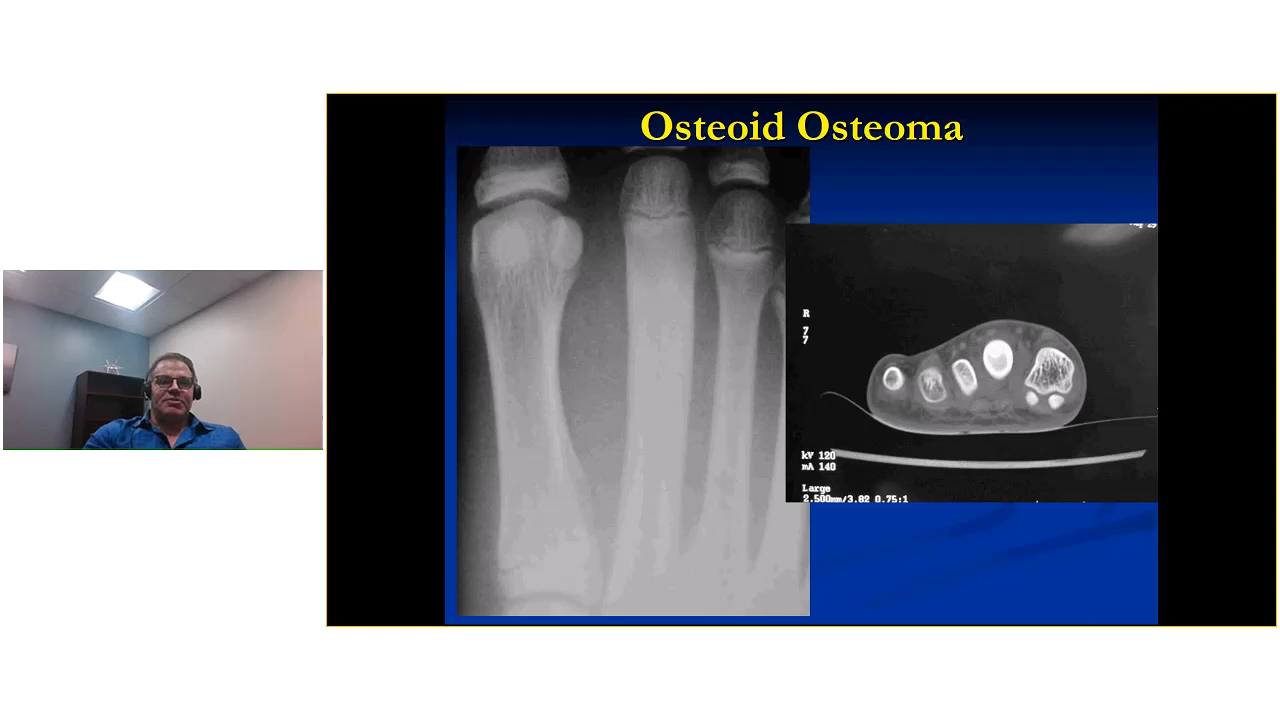 Osteoid Osteoma
R
7
7
kV 120
mA 140
Large
2.500mm/3.82 0.75:1